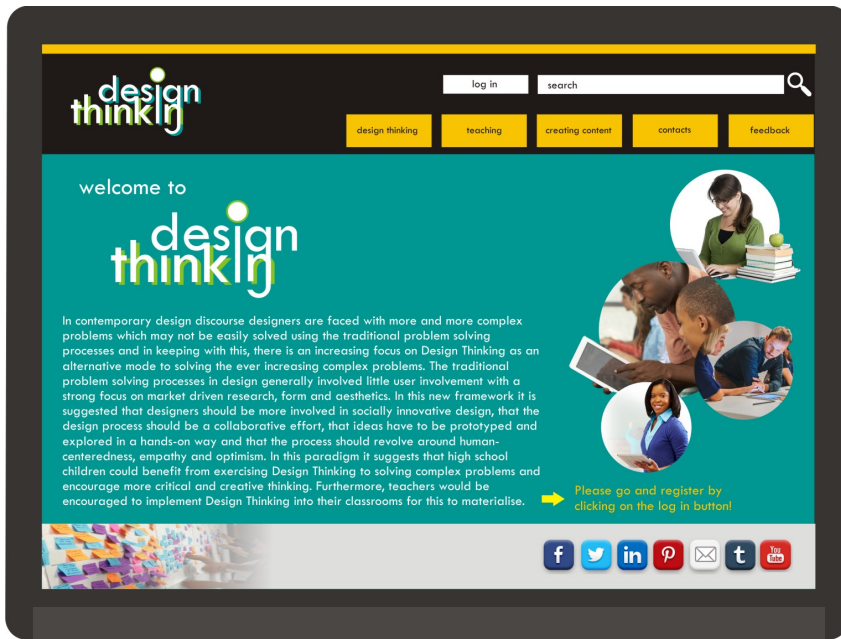 design
thinkIn
log in
search
design thinking
teaching
creating content
contacts
feedback
welcome to
design
thinkIn
In contemporary design discourse designers are faced with more and more complex
problems which may not be easily solved using the traditional problem solving
processes and in keeping with this, there is an increasing focus on Design Thinking as an
alternative mode to solving the ever increasing complex problems. The traditional
problem solving processes in design generally involved little user involvement with a
strong focus on market driven research, form and aesthetics. In this new framework it is
suggested that designers should be more involved in socially innovative design, that the
design process should be a collaborative effort, that ideas have to be prototyped and
explored in a hands-on way and that the process should revolve around human-
centeredness, empathy and optimism. In this paradigm it suggests that high school
children could benefit from exercising Design Thinking to solving complex problems and
encourage more critical and creative thinking. Furthermore, teachers would be
encouraged to implement Design Thinking into their classrooms for this to materialise.
Please go and register by
clicking on the log in button!
f
in
t
You
Tube